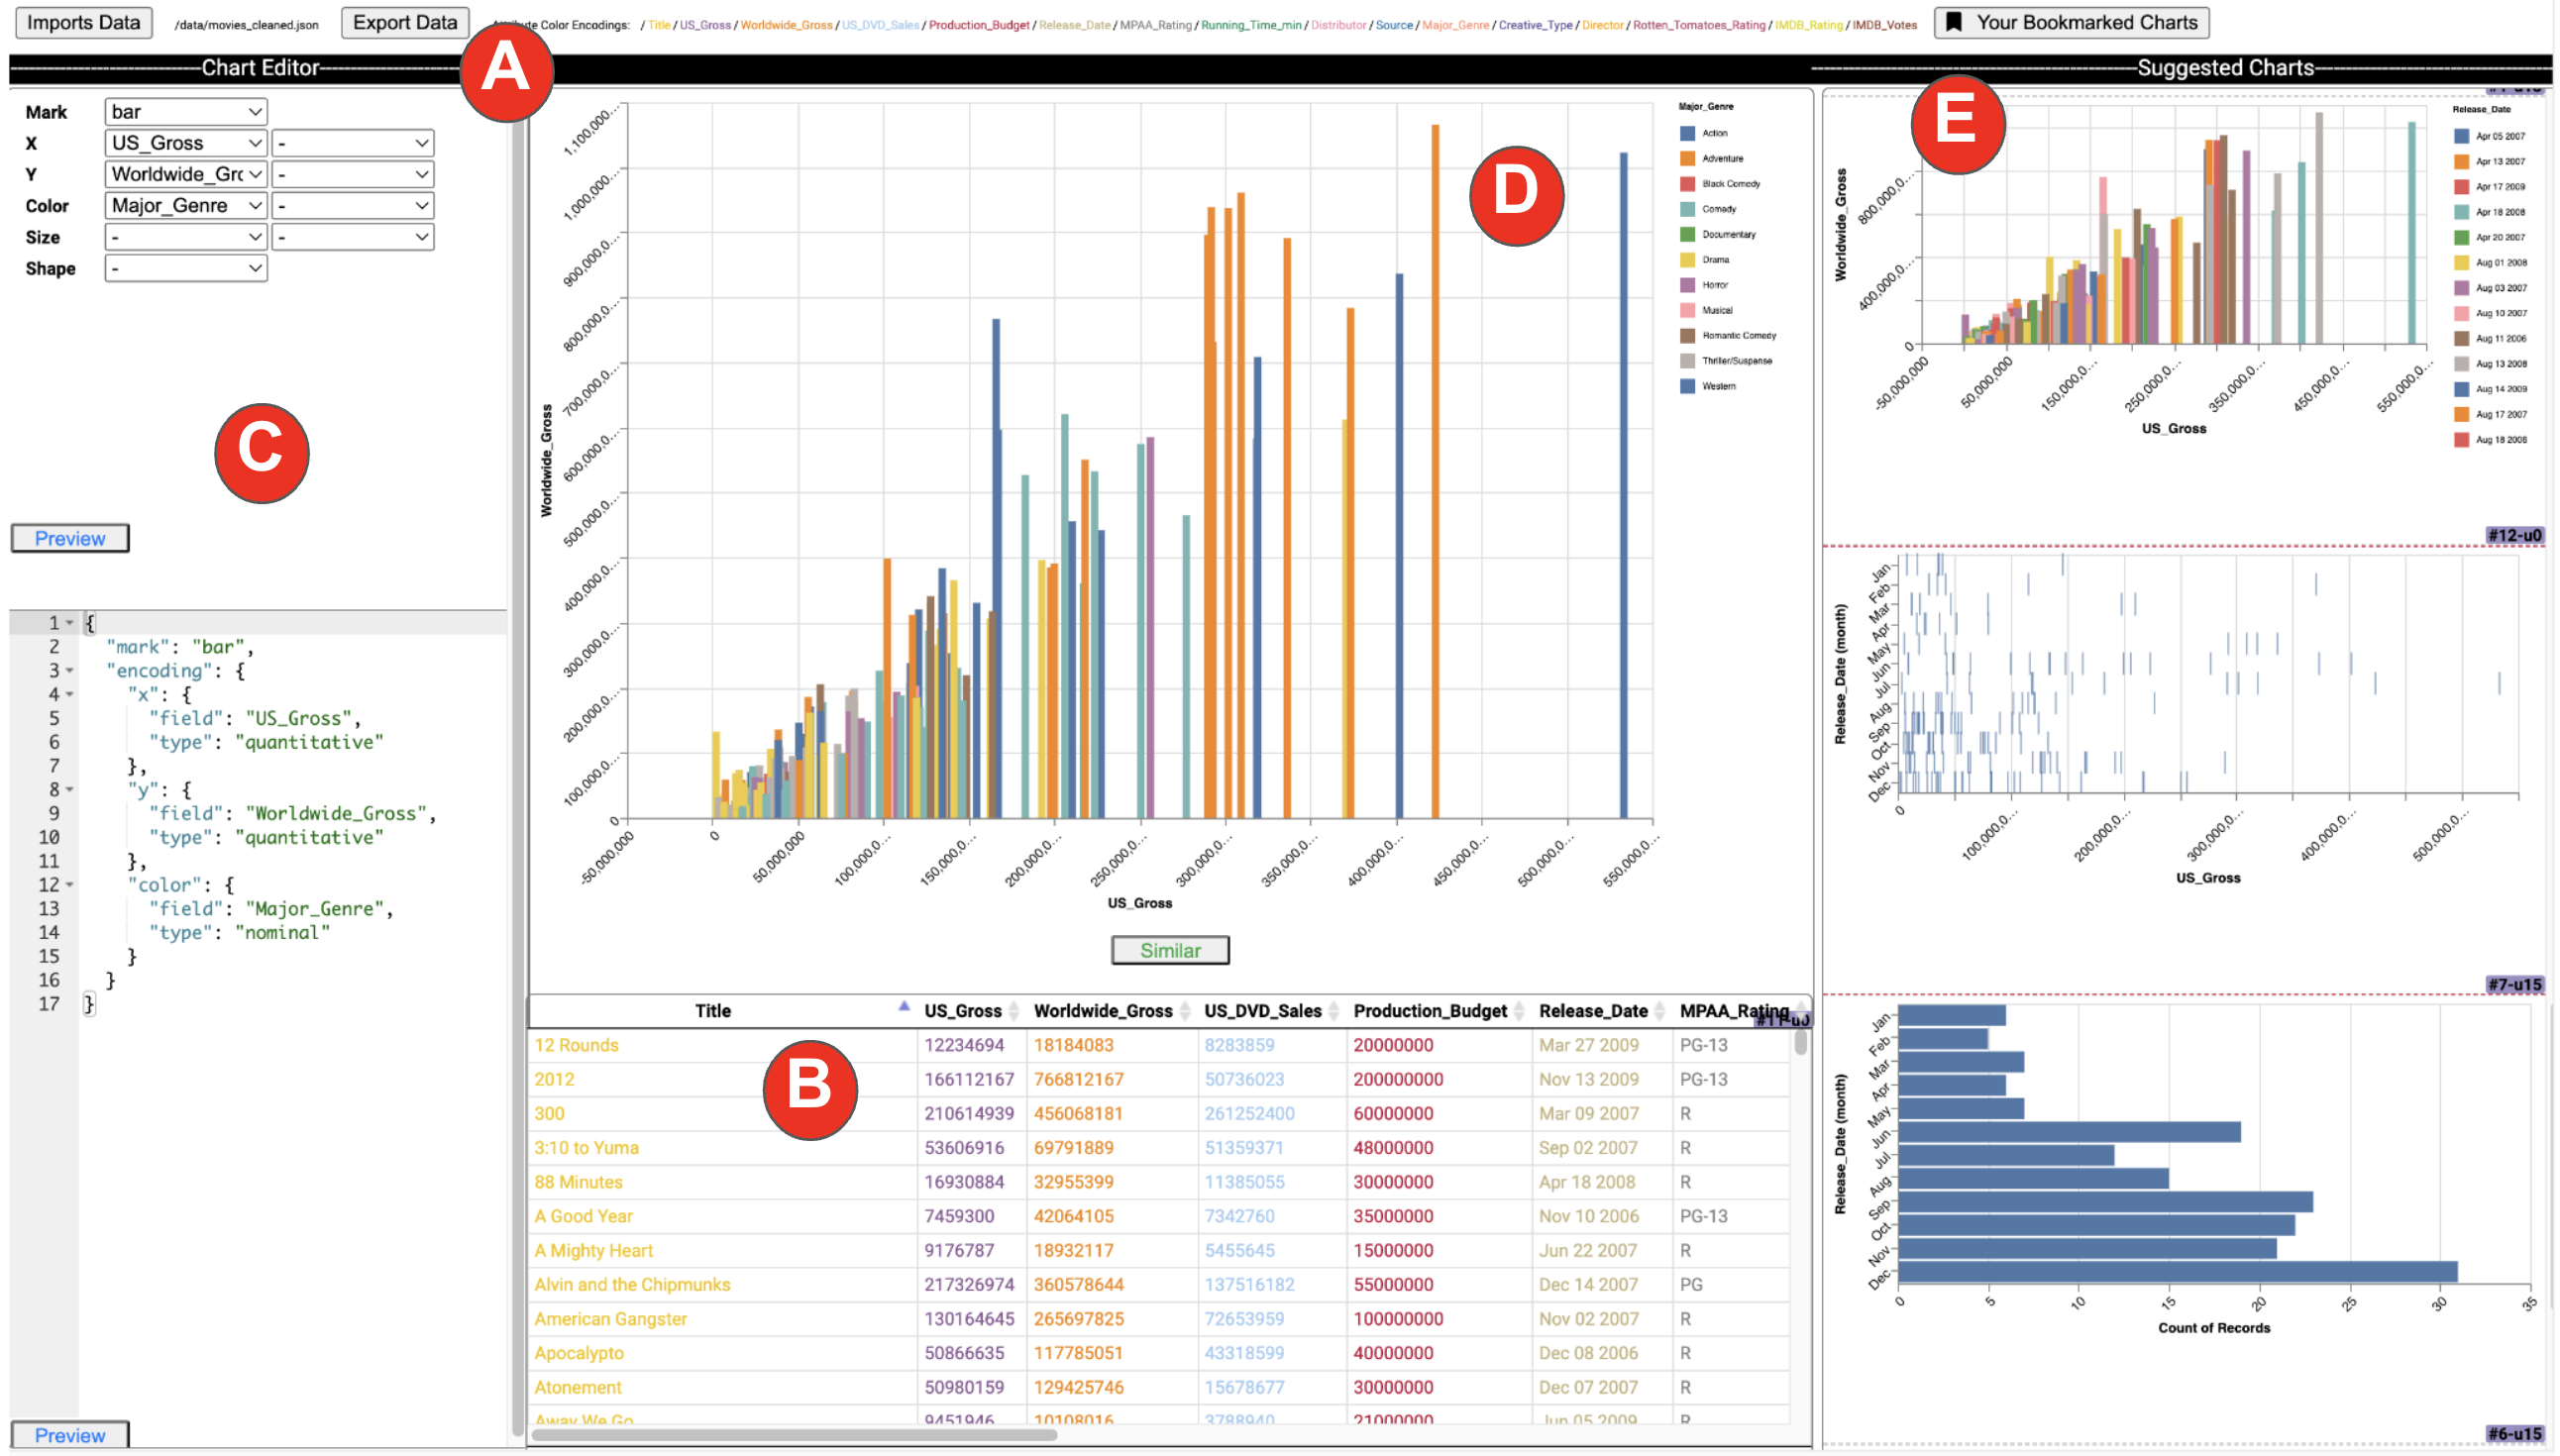 Imports Data /data/movies_cleaned.json Export Data Color Encodings: / Title / US_Gross / Worldwide_Gross / US_DVD_Sales / Production_Budget / Release_Date / MPAA_Rating / Running_Time_min / Distributor / Source / Major_Genre / Creative_Type / Director / Rotten_Tomatoes_Rating / IMDB_Rating / IMDB_Votes Your Bookmarked Charts
Chart Editor
A
Suggested Charts
Mark bar
X US_Gross -
Y Worldwide_Grc -
Color Major_Genre -
Size - -
Shape -
C
Preview
1 {
2 "mark": "bar",
3 "encoding": {
4 "x": {
5 "field": "US_Gross",
6 "type": "quantitative"
7 },
8 "y": {
9 "field": "Worldwide_Gross",
10 "type": "quantitative"
11 },
12 "color": {
13 "field": "Major_Genre",
14 "type": "nominal"
15 }
16 }
17 }
Preview
D
Worldwide_Gross
1,100,000...
1,000,000...
900,000,0...
800,000,0...
700,000,0...
600,000,0...
500,000,0...
400,000,0...
300,000,0...
200,000,0...
100,000,0...
0
-50,000,000 0 50,000,000 100,000,0... 150,000,0... 200,000,0... 250,000,0... 300,000,0... 350,000,0... 400,000,0... 450,000,0... 500,000,0... 550,000,0...
US_Gross
Major_Genre
Action
Adventure
Black Comedy
Comedy
Documentary
Drama
Horror
Musical
Romantic Comedy
Thriller/Suspense
Western
Similar
Title US_Gross Worldwide_Gross US_DVD_Sales Production_Budget Release_Date MPAA_Rating
#11-u0
B
12 Rounds 12234694 18184083 8283859 20000000 Mar 27 2009 PG-13
2012 166112167 766812167 50736023 200000000 Nov 13 2009 PG-13
300 210614939 456068181 261252400 60000000 Mar 09 2007 R
3:10 to Yuma 53606916 69791889 51359371 48000000 Sep 02 2007 R
88 Minutes 16930884 32955399 11385055 30000000 Apr 18 2008 R
A Good Year 7459300 42064105 7342760 35000000 Nov 10 2006 PG-13
A Mighty Heart 9176787 18932117 5455645 15000000 Jun 22 2007 R
Alvin and the Chipmunks 217326974 360578644 137516182 55000000 Dec 14 2007 PG
American Gangster 130164645 265697825 72653959 100000000 Nov 02 2007 R
Apocalypto 50866635 117785051 43318599 40000000 Dec 08 2006 R
Atonement 50980159 129425746 15678677 30000000 Dec 07 2007 R
Away We Go 9451946 10108016 3788940 21000000 Jun 05 2009 R
E
Worldwide_Gross
800,000,0...
400,000,0...
0
-50,000,000 50,000,000 150,000,0... 250,000,0... 350,000,0... 450,000,0... 550,000,0...
US_Gross
Release_Date
Apr 05 2007
Apr 13 2007
Apr 17 2009
Apr 18 2008
Apr 20 2007
Aug 01 2008
Aug 03 2007
Aug 10 2007
Aug 11 2006
Aug 13 2008
Aug 14 2009
Aug 17 2007
Aug 18 2006
#12-u0
Release_Date (month)
Jan
Feb
Mar
Apr
May
Jun
Jul
Aug
Sep
Oct
Nov
Dec
0 100,000,0... 200,000,0... 300,000,0... 400,000,0... 500,000,0...
US_Gross
#7-u15
Release_Date (month)
Jan
Feb
Mar
Apr
May
Jun
Jul
Aug
Sep
Oct
Nov
Dec
0 5 10 15 20 25 30 35
Count of Records
#6-u15